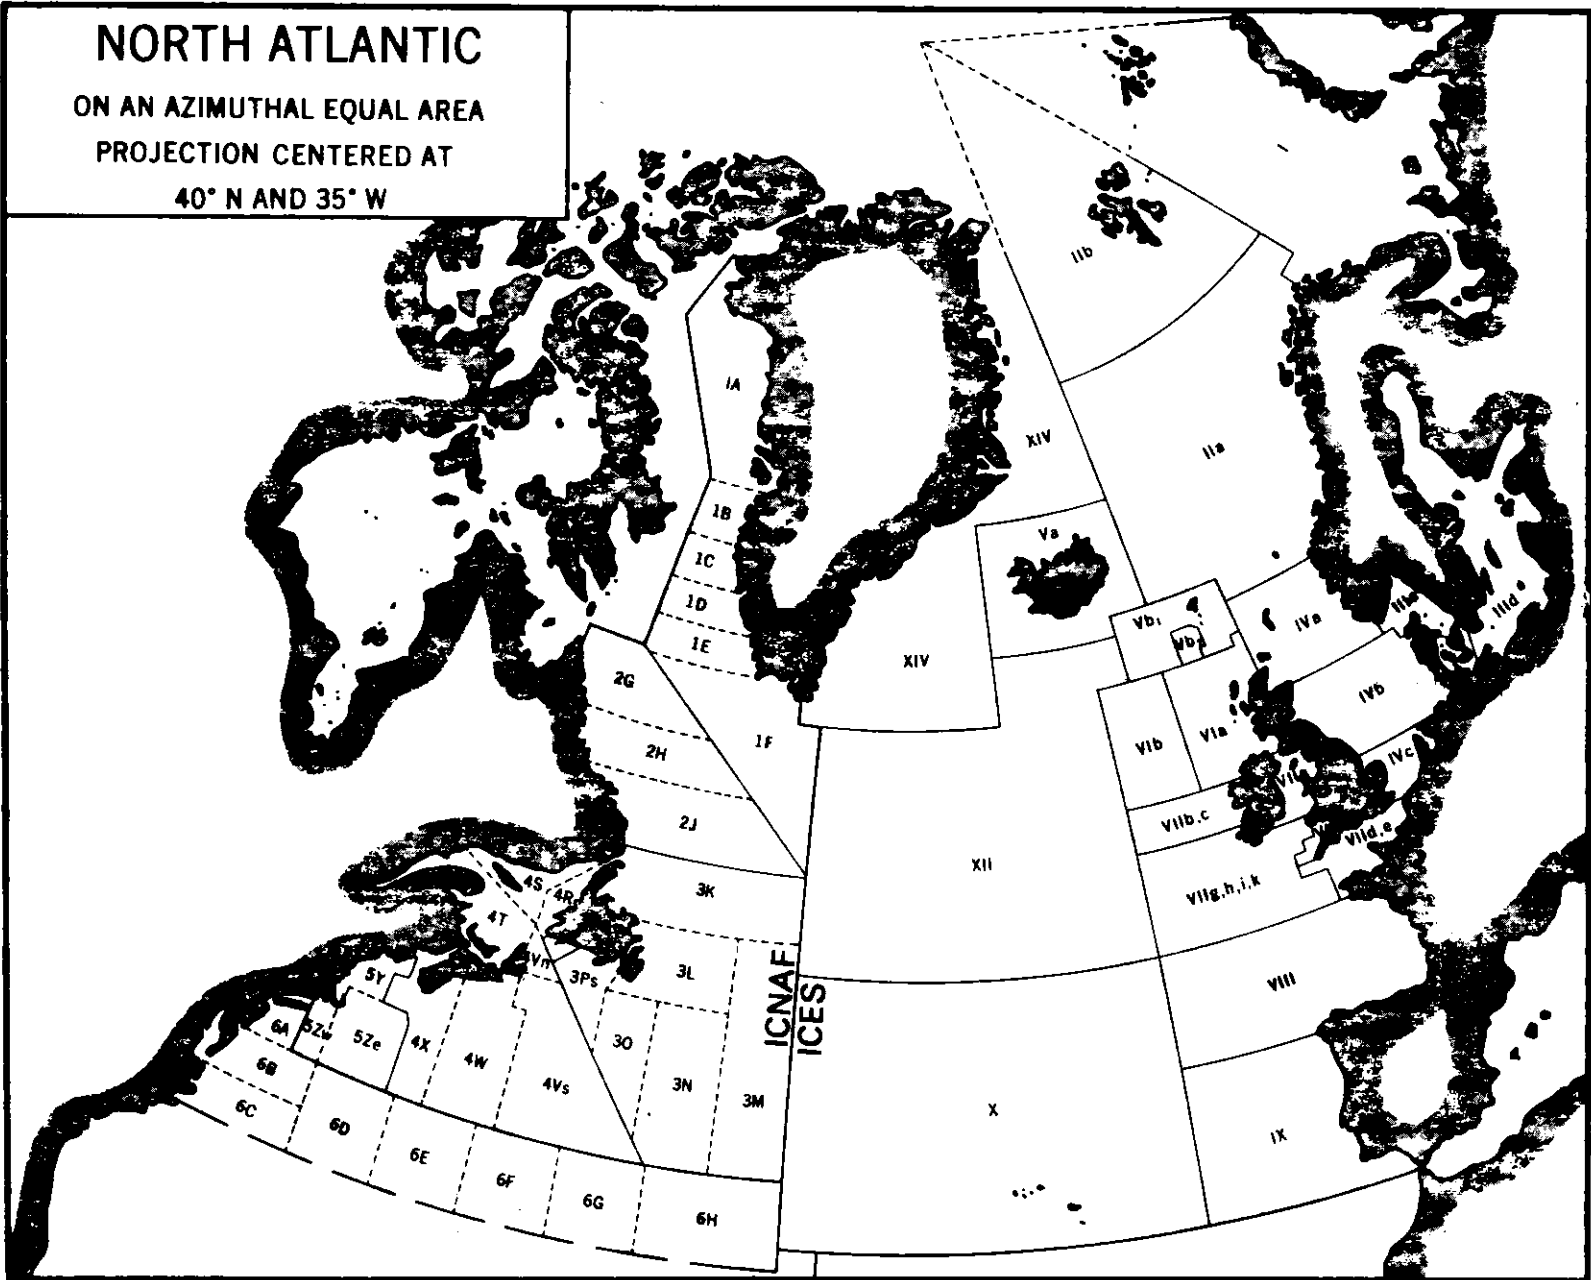 NORTH ATLANTIC
ON AN AZIMUTHAL EQUAL AREA
PROJECTION CENTERED AT
40° N AND 35° W
IIb
IA
XIV
IIa
1B
Va
1C
1D
Vb1
IVa
IIId
1E
XIV
2G
IVb
1F
VIb
VIa
2H
IVc
2J
VIIb,c
VIId,e
XII
4S
4R
3K
VIIg,h,i,k
4T
3Ps
3L
5Y
ICNAF
ICES
VIII
6A
5Zw
5Ze
4X
3O
4W
6B
4Vs
3N
3M
6C
X
6D
IX
6E
6F
6G
6H